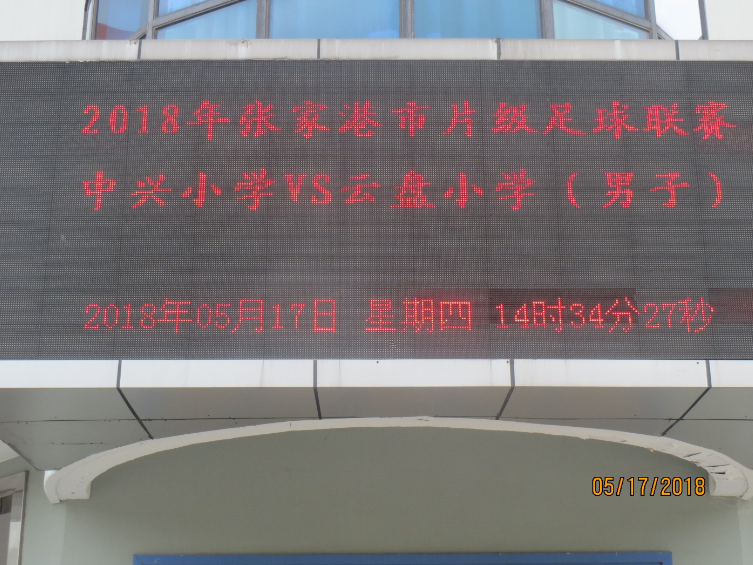 2018年张家港市片级足球联赛
中兴小学VS云盘小学（男子）
2018年05月17日 星期四 14时34分27秒
05/17/2018